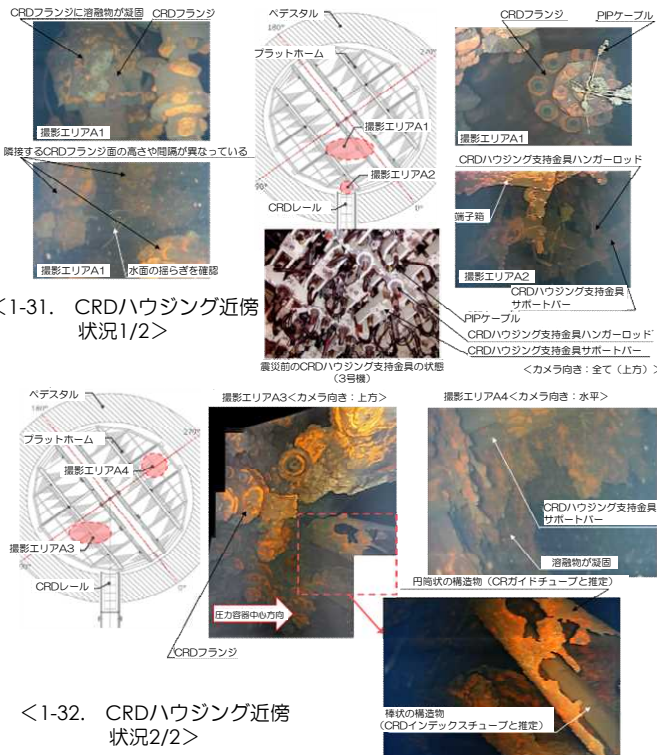 CRDフランジに溶融物が凝固
CRDフランジ
撮影エリアA1
隣接するCRDフランジ面の高さや間隔が異なっている
撮影エリアA1
水面の揺らぎを確認
ペデスタル
180°
プラットホーム
270°
撮影エリアA1
撮影エリアA2
90°
CRDレール
0°
CRDフランジ
PIPケーブル
撮影エリアA1
CRDハウジング支持金具ハンガーロッド
端子箱
撮影エリアA2
CRDハウジング支持金具
サポートバー
PIPケーブル
CRDハウジング支持金具ハンガーロッド
CRDハウジング支持金具サポートバー
震災前のCRDハウジング支持金具の状態
（3号機）
＜カメラ向き：全て（上方）＞
＜1-31. CRDハウジング近傍
状況1/2＞
ペデスタル
180°
プラットホーム
270°
撮影エリアA4
撮影エリアA3
90°
CRDレール
0°
撮影エリアA3＜カメラ向き：上方＞
圧力容器中心方向
CRDフランジ
撮影エリアA4＜カメラ向き：水平＞
CRDハウジング支持金具
サポートバー
溶融物が凝固
円筒状の構造物（CRガイドチューブと推定）
棒状の構造物
（CRDインデックスチューブと推定）
＜1-32. CRDハウジング近傍
状況2/2＞